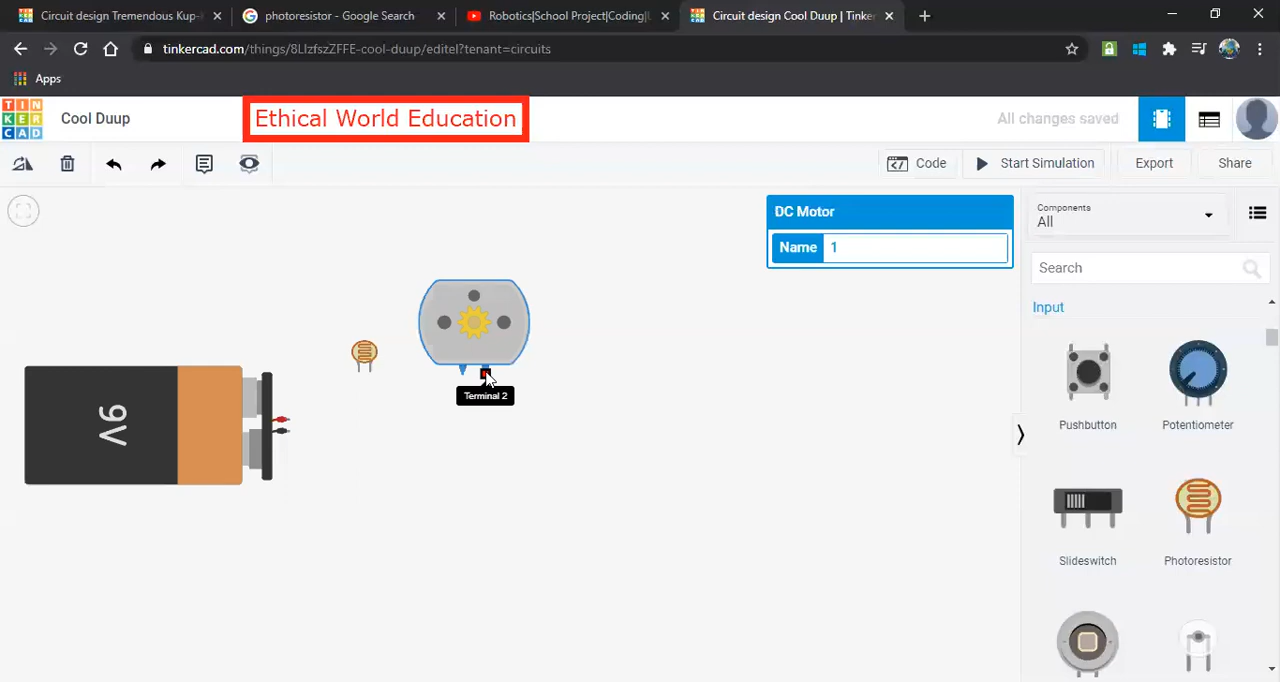 Circuit design Tremendous Kup-
photoresistor - Google Search
Robotics|School Project|Coding|
Circuit design Cool Duup | Tinker
tinkercad.com/things/8LIzfszZFFE-cool-duup/editel?tenant=circuits
Apps
TIN
KER
CAD
Cool Duup
Ethical World Education
All changes saved
Code
Start Simulation
Export
Share
DC Motor
Name 1
Components
All
Search
Input
Pushbutton
Potentiometer
Slideswitch
Photoresistor
9V
Terminal 2